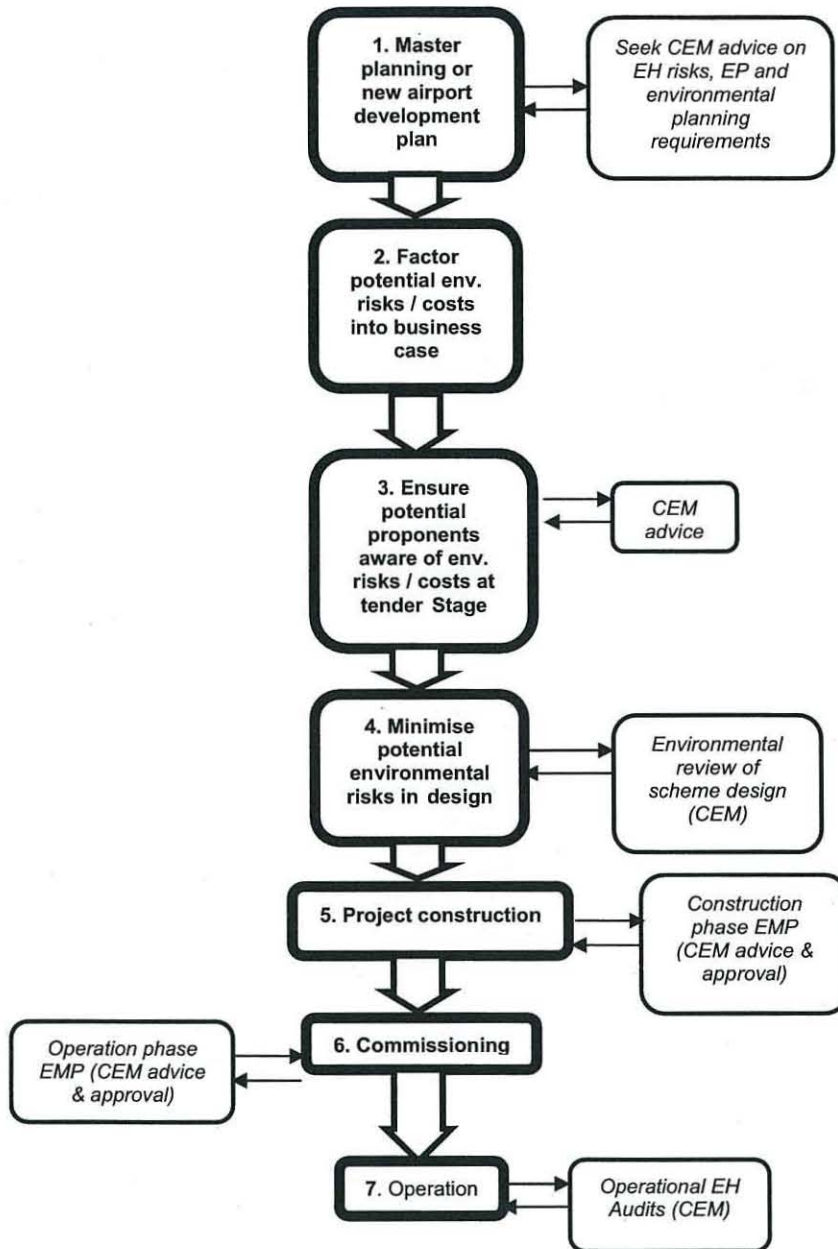 1. Master
planning or
new airport
development
plan
Seek CEM advice on
EH risks, EP and
environmental
planning
requirements
2. Factor
potential env.
risks / costs
into business
case
3. Ensure
potential
proponents
aware of env.
risks / costs at
tender Stage
CEM
advice
4. Minimise
potential
environmental
risks in design
Environmental
review of
scheme design
(CEM)
5. Project construction
Construction
phase EMP
(CEM advice &
approval)
6. Commissioning
Operation phase
EMP (CEM advice
& approval)
7. Operation
Operational EH
Audits (CEM)